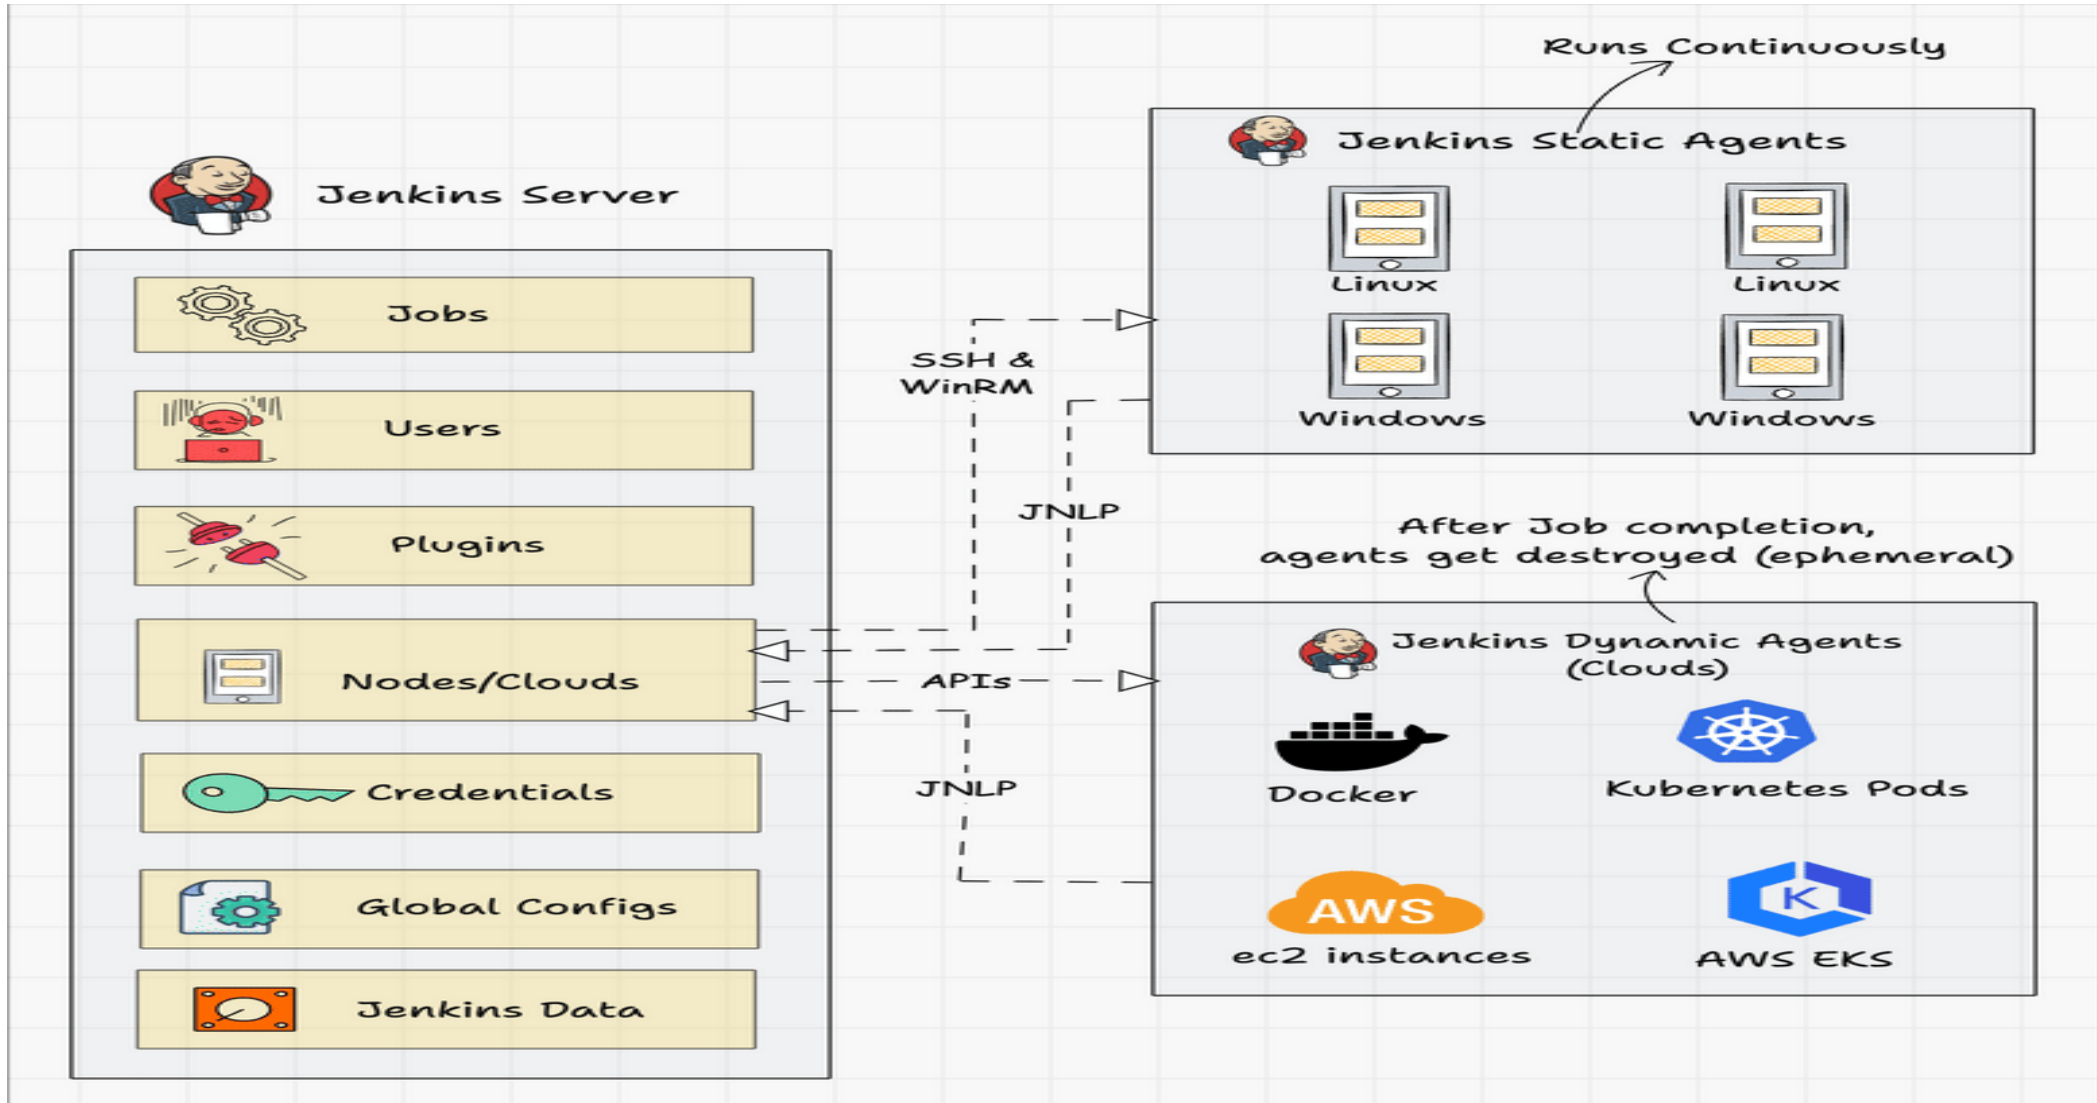 Runs Continuously
Jenkins Static Agents
Jenkins Server
Linux
Linux
Windows
Windows
Jobs
Users
Plugins
Nodes/Clouds
Credentials
Global Configs
Jenkins Data
SSH &
WinRM
JNLP
APIs
JNLP
After Job completion,
agents get destroyed (ephemeral)
Jenkins Dynamic Agents
(Clouds)
Docker
Kubernetes Pods
AWS
ec2 instances
K
AWS EKS